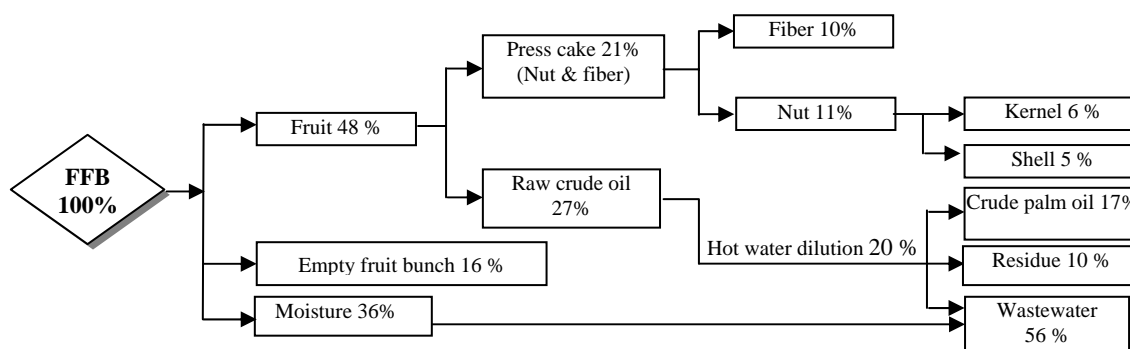 Fiber 10%
Press cake 21%
(Nut & fiber)
Nut 11%
Kernel 6 %
Fruit 48 %
Shell 5 %
FFB
100%
Raw crude oil
27%
Crude palm oil 17%
Hot water dilution 20 %
Empty fruit bunch 16 %
Residue 10 %
Moisture 36%
Wastewater
56 %